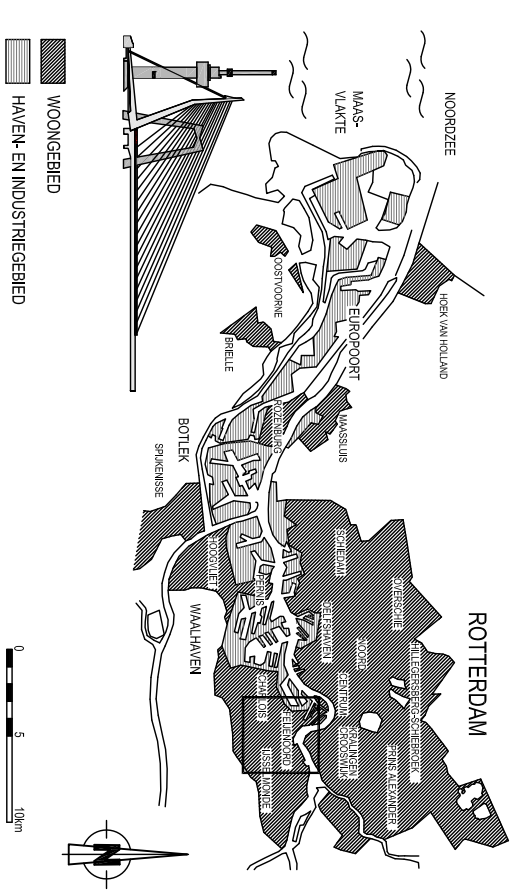 ROTTERDAM
NOORDZEE
MAAS-
VLAKTE
HOEK VAN HOLLAND
OOSTVOORNE
EUROPOORT
BRIELLE
MAASSLUIS
ROZENBURG
BOTLEK
SPIJKENISSE
HOOGVLIET
PERNIS
WAALHAVEN
SCHIEDAM
OVERSCHIE
DELFSHAVEN
NOORD
HILLEGERSBERG-SCHIEBROEK
CENTRUM
KRALINGEN
CROOSWIJK
PRINS ALEXANDER
CHARLOIS
FEIJENOORD
IJSSELMONDE
WOONGEBIED
HAVEN- EN INDUSTRIEGEBIED
0
5
10km
N